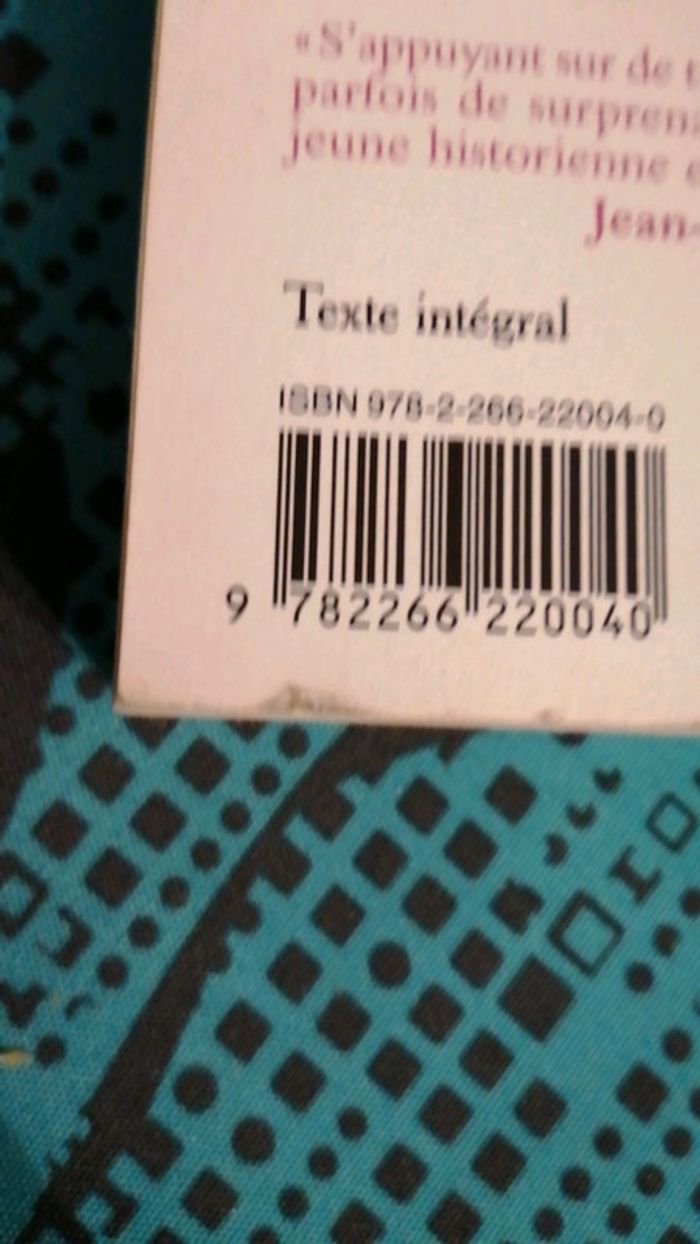 «S'appuyant sur de
parfois de
jeune historienne
Jean-
Texte intégral
ISBN 978-2-266-22004-0
9 782266 220040